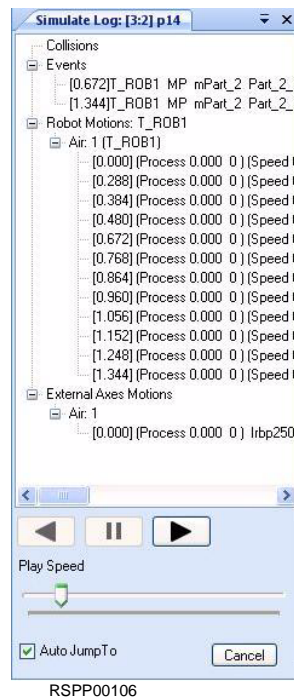 Simulate Log: [3:2] p14
Collisions
Events
[0.672]T_ROB1 MP mPart_2 Part_2_
[1.344]T_ROB1 MP mPart_2 Part_2_
Robot Motions: T_ROB1
Air: 1 (T_ROB1)
[0.000] (Process 0.000 0 ) (Speed
[0.288] (Process 0.000 0 ) (Speed
[0.384] (Process 0.000 0 ) (Speed
[0.480] (Process 0.000 0 ) (Speed
[0.672] (Process 0.000 0 ) (Speed
[0.768] (Process 0.000 0 ) (Speed
[0.864] (Process 0.000 0 ) (Speed
[0.960] (Process 0.000 0 ) (Speed
[1.056] (Process 0.000 0 ) (Speed
[1.152] (Process 0.000 0 ) (Speed
[1.248] (Process 0.000 0 ) (Speed
[1.344] (Process 0.000 0 ) (Speed
External Axes Motions
Air: 1
[0.000] (Process 0.000 0 ) Irbp250
Play Speed
Auto JumpTo
Cancel
RSPP00106